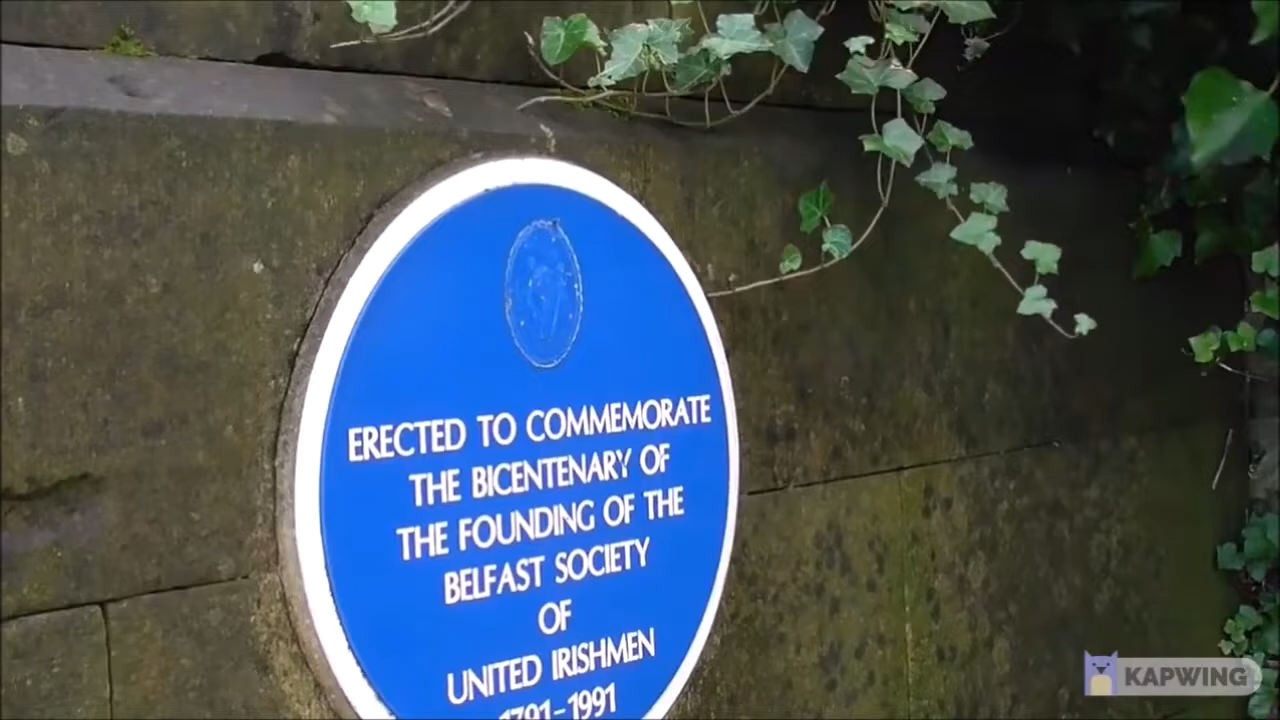 ERECTED TO COMMEMORATE
THE BICENTENARY OF
THE FOUNDING OF THE
BELFAST SOCIETY
OF
UNITED IRISHMEN
1791-1991
KAPWING